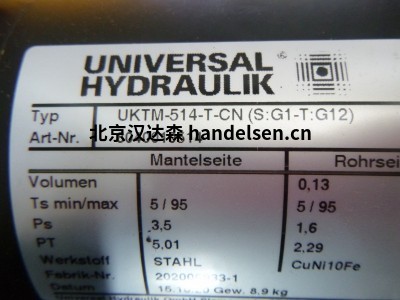 UNIVERSAL
HYDRAULIK
Typ UKTM-514-T-CN (S:G1-T:G12)
Art-Nr.
北京汉达森 handelsen.cn
Mantelseite Rohrsei
Volumen 0,13
Ts min/max 5 / 95 5 / 95
Ps 3,5 1,6
PT 5,01 2,29
Werkstoff STAHL CuNi10Fe
Fabrik-Nr.
Datum Gew. 8,9 kg